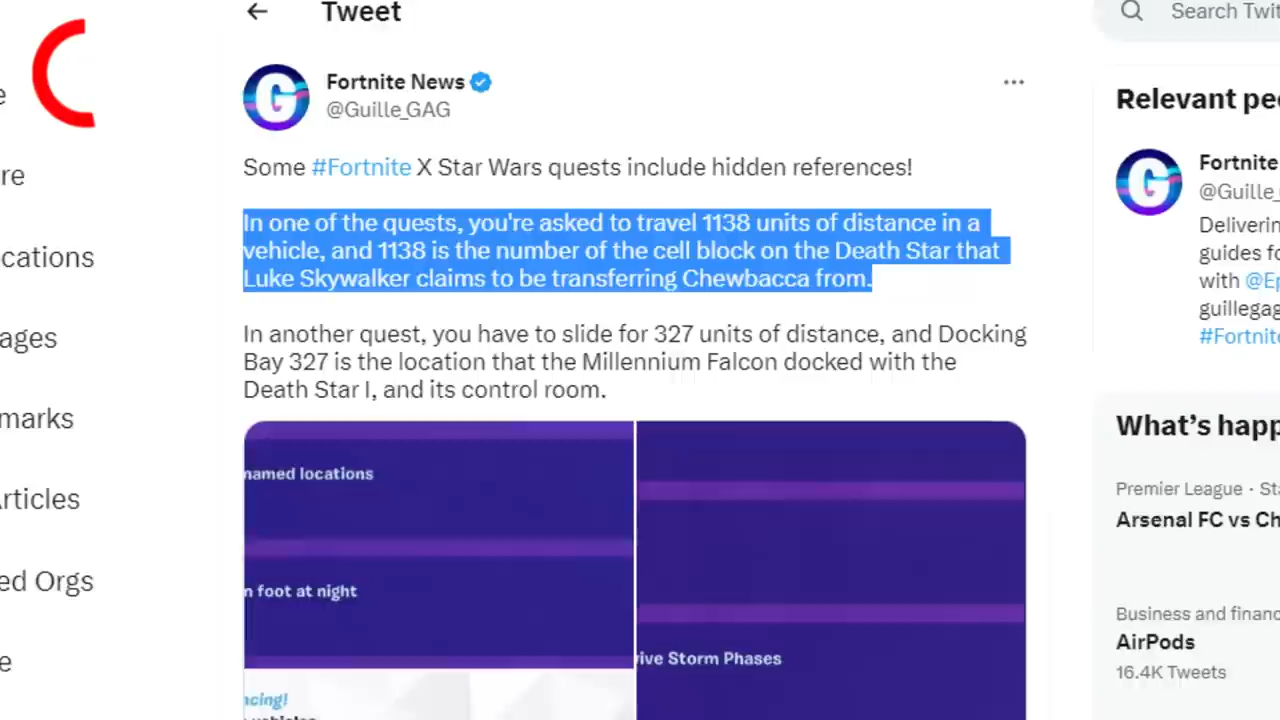 Tweet
Search Twit
Fortnite News
@Guille_GAG
Some #Fortnite X Star Wars quests include hidden references!
In one of the quests, you're asked to travel 1138 units of distance in a
vehicle, and 1138 is the number of the cell block on the Death Star that
Luke Skywalker claims to be transferring Chewbacca from.
In another quest, you have to slide for 327 units of distance, and Docking
Bay 327 is the location that the Millennium Falcon docked with the
Death Star I, and its control room.
named locations
n foot at night
ncing!
vive Storm Phases
e
re
cations
ages
marks
rticles
ed Orgs
e
Relevant peo
Fortnite
@Guille_
Deliverin
guides fo
with @Ep
guillegag
#Fortnite
What's happ
Premier League · Sta
Arsenal FC vs Ch
Business and financ
AirPods
16.4K Tweets